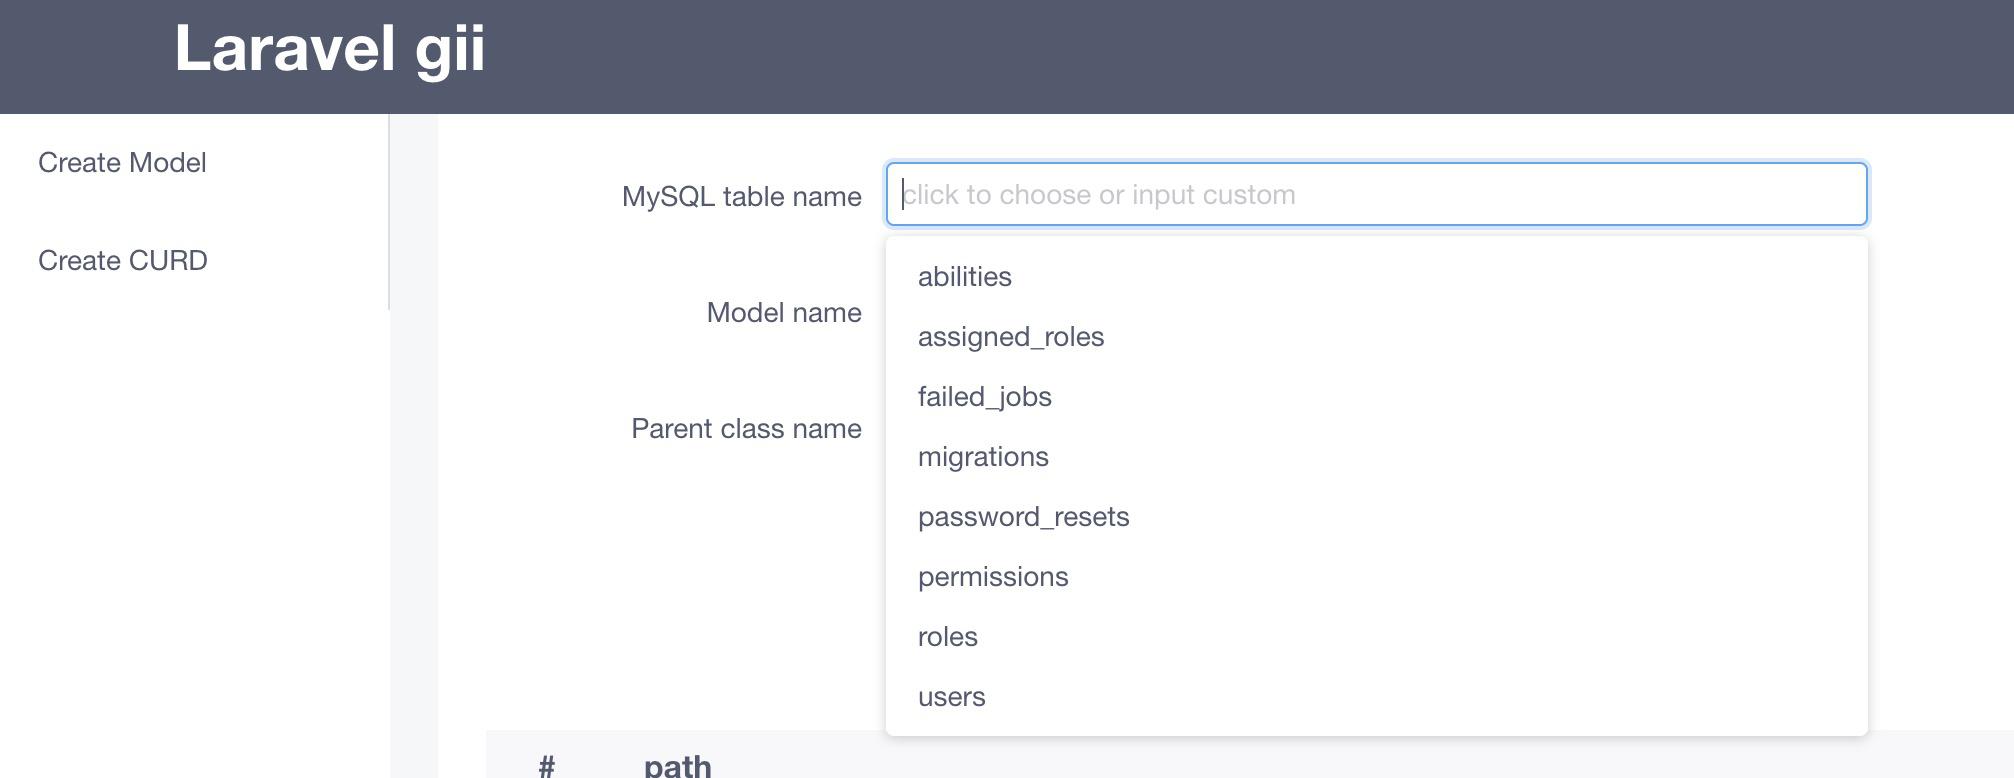 Laravel gii
Create Model
Create CURD
MySQL table name
click to choose or input custom
abilities
assigned_roles
failed_jobs
migrations
password_resets
permissions
roles
users
Model name
Parent class name
# path